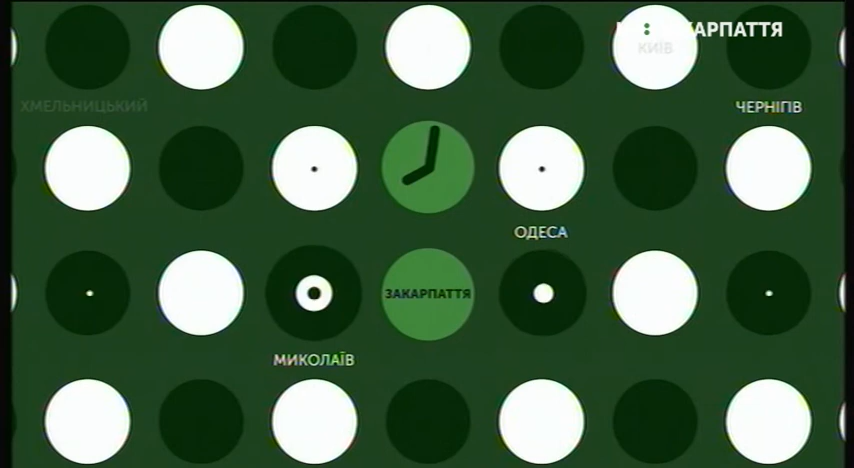 КАРПАТТЯ
КИЇВ
ХМЕЛЬНИЦЬКИЙ
ЧЕРНІГІВ
ОДЕСА
ЗАКАРПАТТЯ
МИКОЛАЇВ